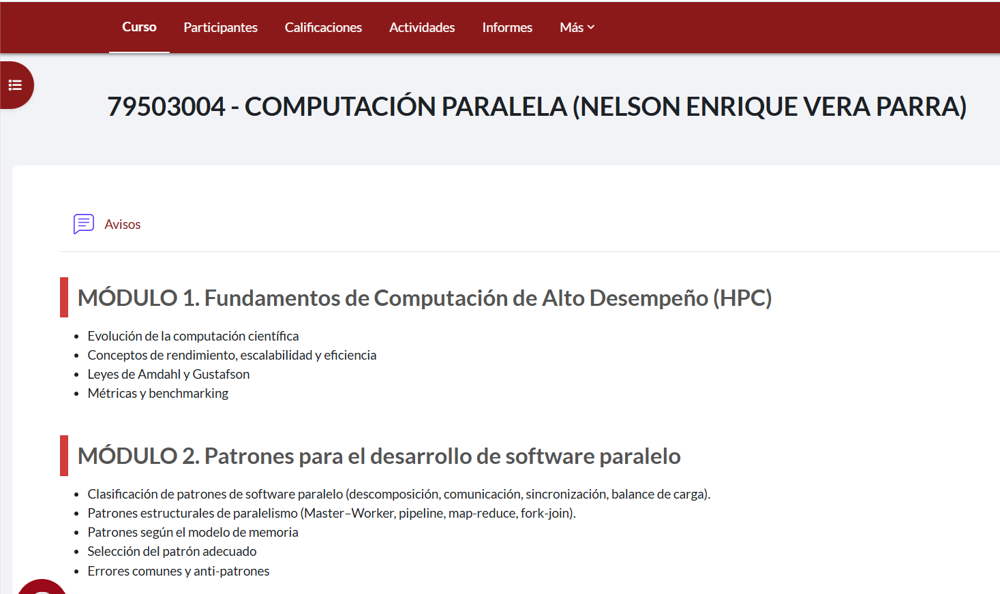 Curso Participantes Calificaciones Actividades Informes Más
79503004 - COMPUTACIÓN PARALELA (NELSON ENRIQUE VERA PARRA)
Avisos
MÓDULO 1. Fundamentos de Computación de Alto Desempeño (HPC)
• Evolución de la computación científica
• Conceptos de rendimiento, escalabilidad y eficiencia
• Leyes de Amdahl y Gustafson
• Métricas y benchmarking
MÓDULO 2. Patrones para el desarrollo de software paralelo
• Clasificación de patrones de software paralelo (descomposición, comunicación, sincronización, balance de carga).
• Patrones estructurales de paralelismo (Master–Worker, pipeline, map-reduce, fork-join).
• Patrones según el modelo de memoria
• Selección del patrón adecuado
• Errores comunes y anti-patrones